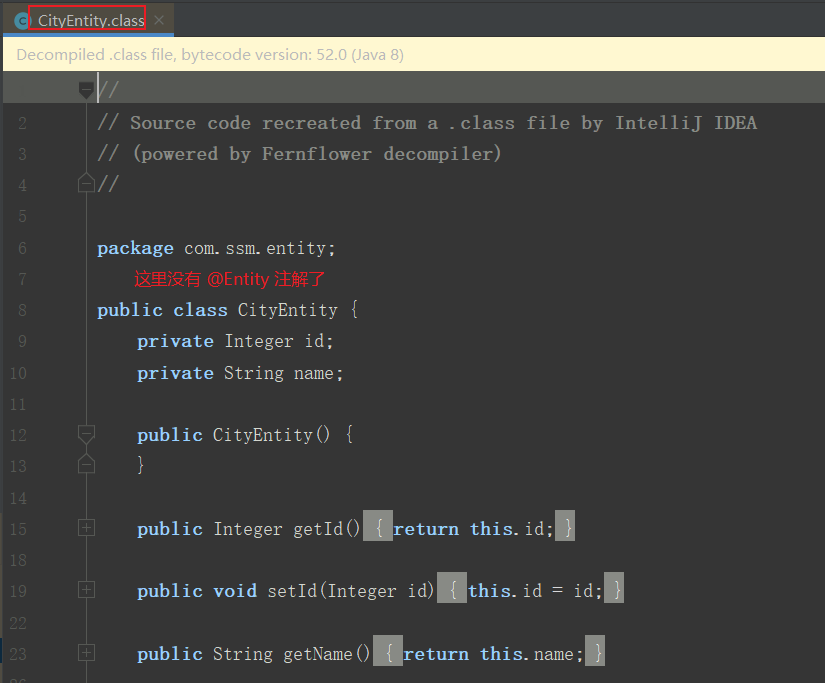 CityEntity.class
Decompiled .class file, bytecode version: 52.0 (Java 8)
//
2 // Source code recreated from a .class file by IntelliJ IDEA
3 // (powered by Fernflower decompiler)
4 //
5
6 package com.ssm.entity;
7 这里没有 @Entity 注解了
8 public class CityEntity {
9 private Integer id;
10 private String name;
11
12 public CityEntity() {
13 }
14
15 public Integer getId() { return this.id; }
18
19 public void setId(Integer id) { this.id = id; }
22
23 public String getName() { return this.name; }